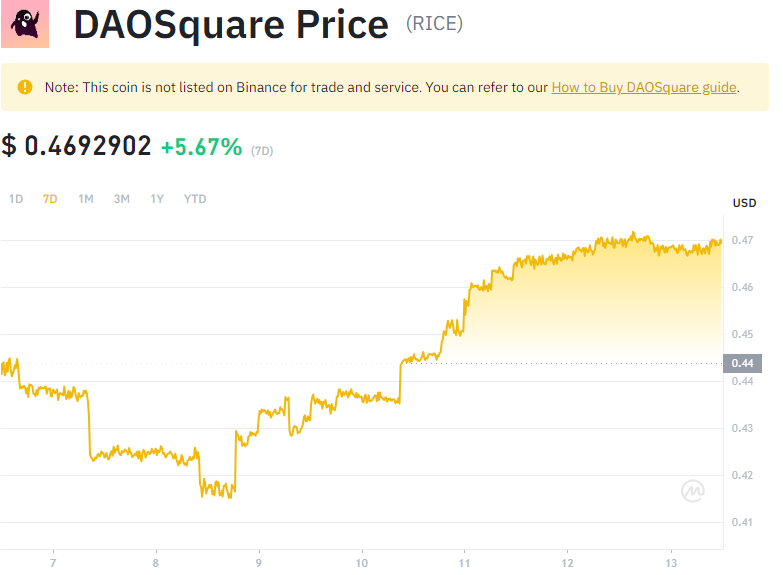 DAOSquare Price (RICE)
Note: This coin is not listed on Binance for trade and service. You can refer to our How to Buy DAOSquare guide.
$ 0.4692902 +5.67% (7D)
1D 7D 1M 3M 1Y YTD
USD
0.47
0.46
0.45
0.44
0.44
0.43
0.42
0.41
7 8 9 10 11 12 13